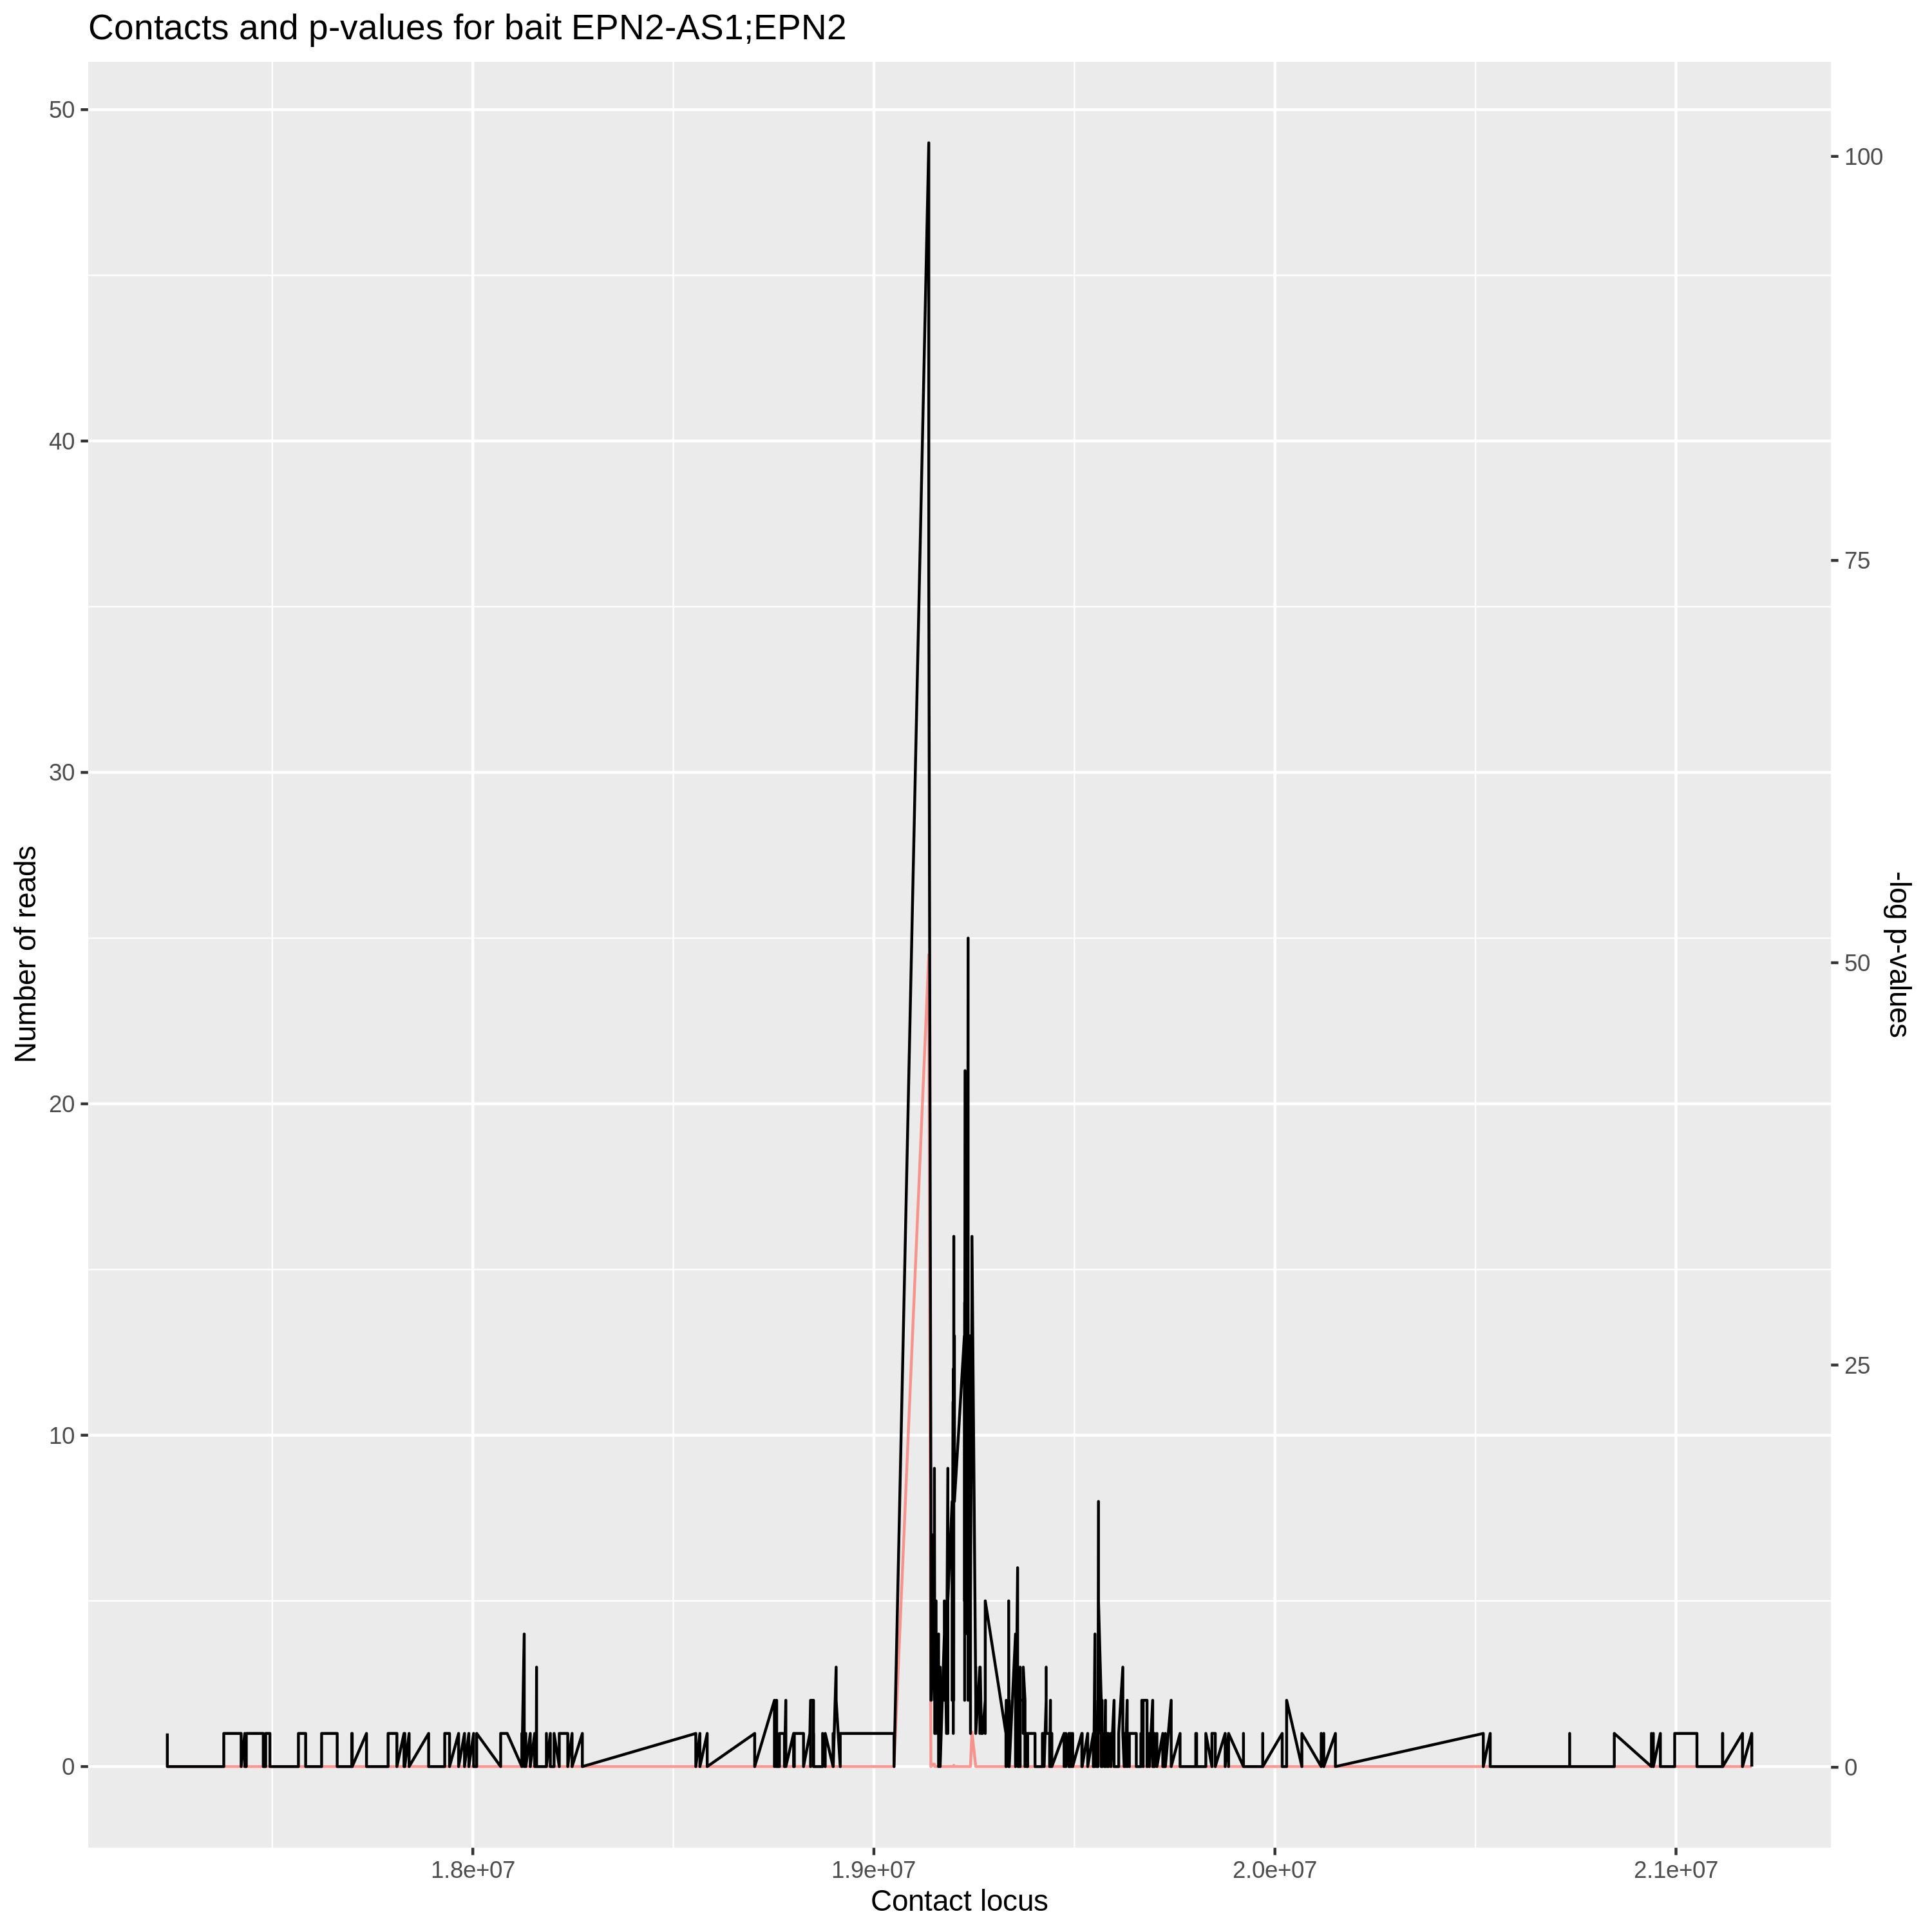 Contacts and p-values for bait EPN2-AS1;EPN2
50
40
30
20
10
0
Number of reads
100
75
50
25
0
-log p-values
1.8e+07
1.9e+07
2.0e+07
2.1e+07
Contact locus